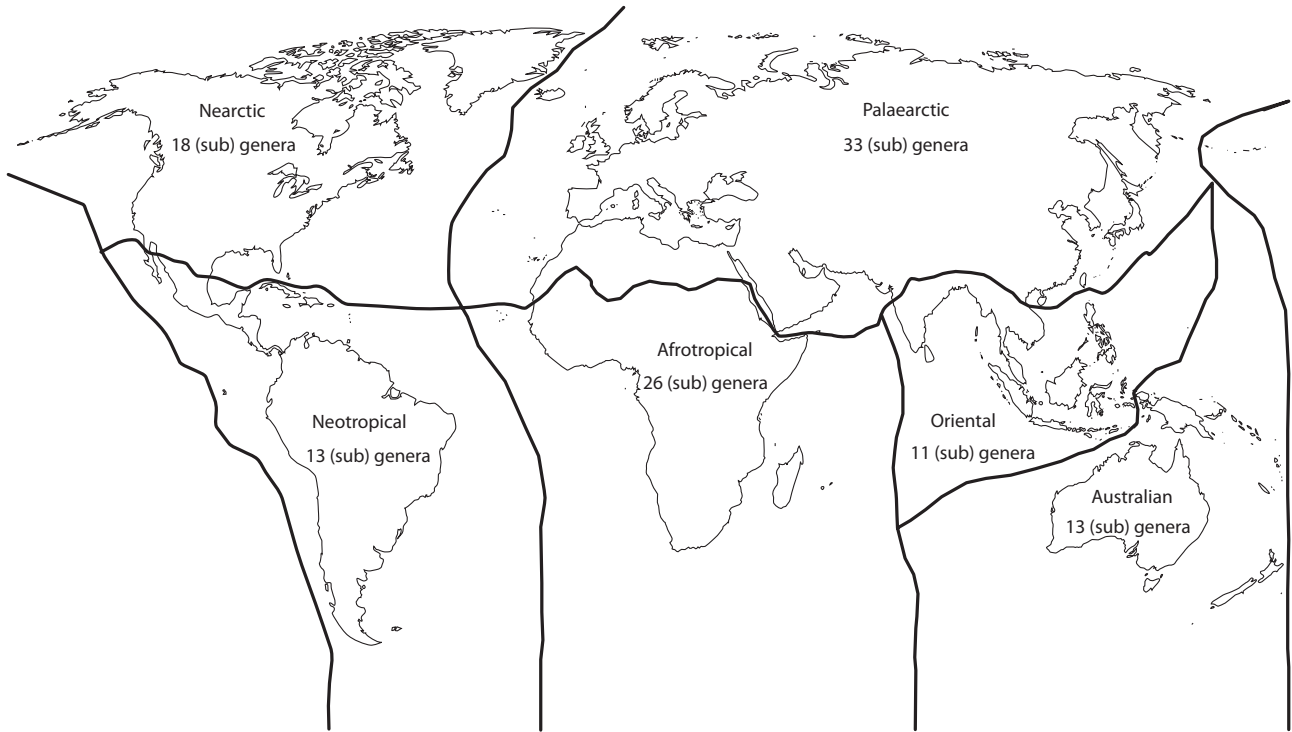 Nearctic
18 (sub) genera
Palaearctic
33 (sub) genera
Afrotropical
26 (sub) genera
Neotropical
13 (sub) genera
Oriental
11 (sub) genera
Australian
13 (sub) genera